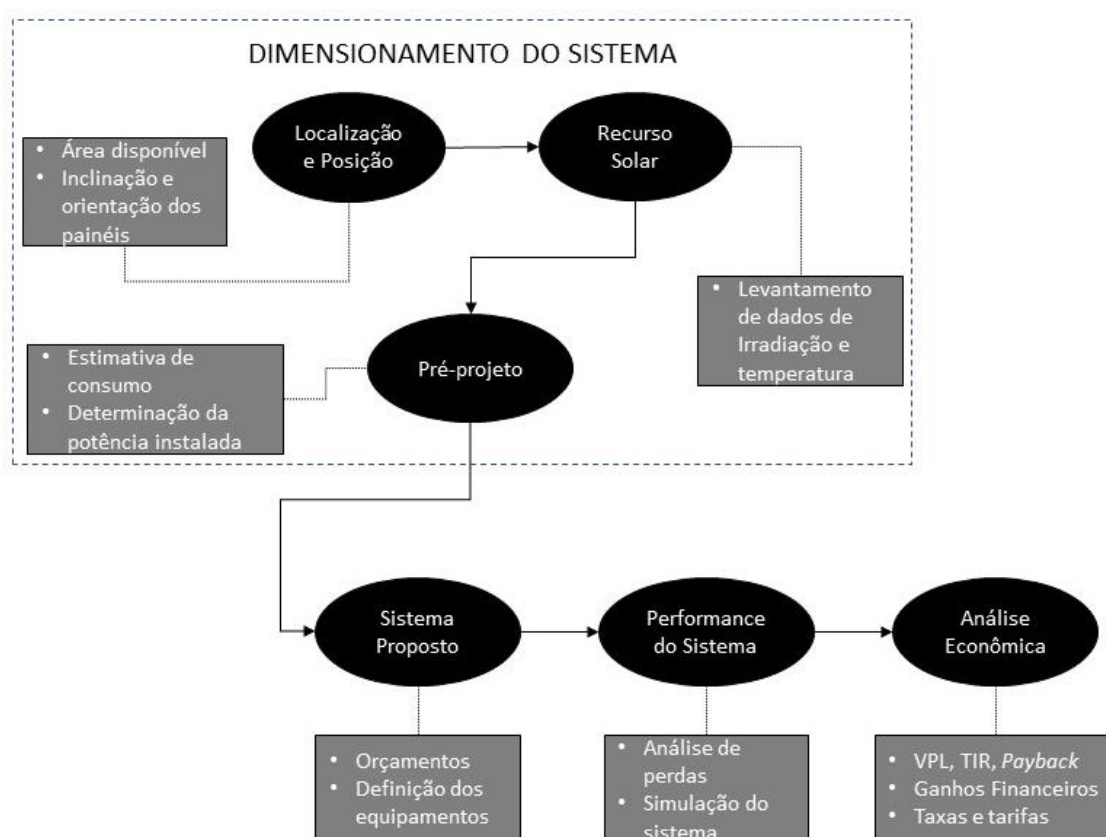 DIMENSIONAMENTO DO SISTEMA
Localização
e Posição
Recurso
Solar
• Área disponível
• Inclinação e
orientação dos
painéis
• Levantamento
de dados de
Irradiação e
temperatura
Pré-projeto
• Estimativa de
consumo
• Determinação da
potência instalada
Sistema
Proposto
Performance
do Sistema
Análise
Econômica
• Orçamentos
• Definição dos
equipamentos
• Análise de
perdas
• Simulação do
sistema
• VPL, TIR, Payback
• Ganhos Financeiros
• Taxas e tarifas